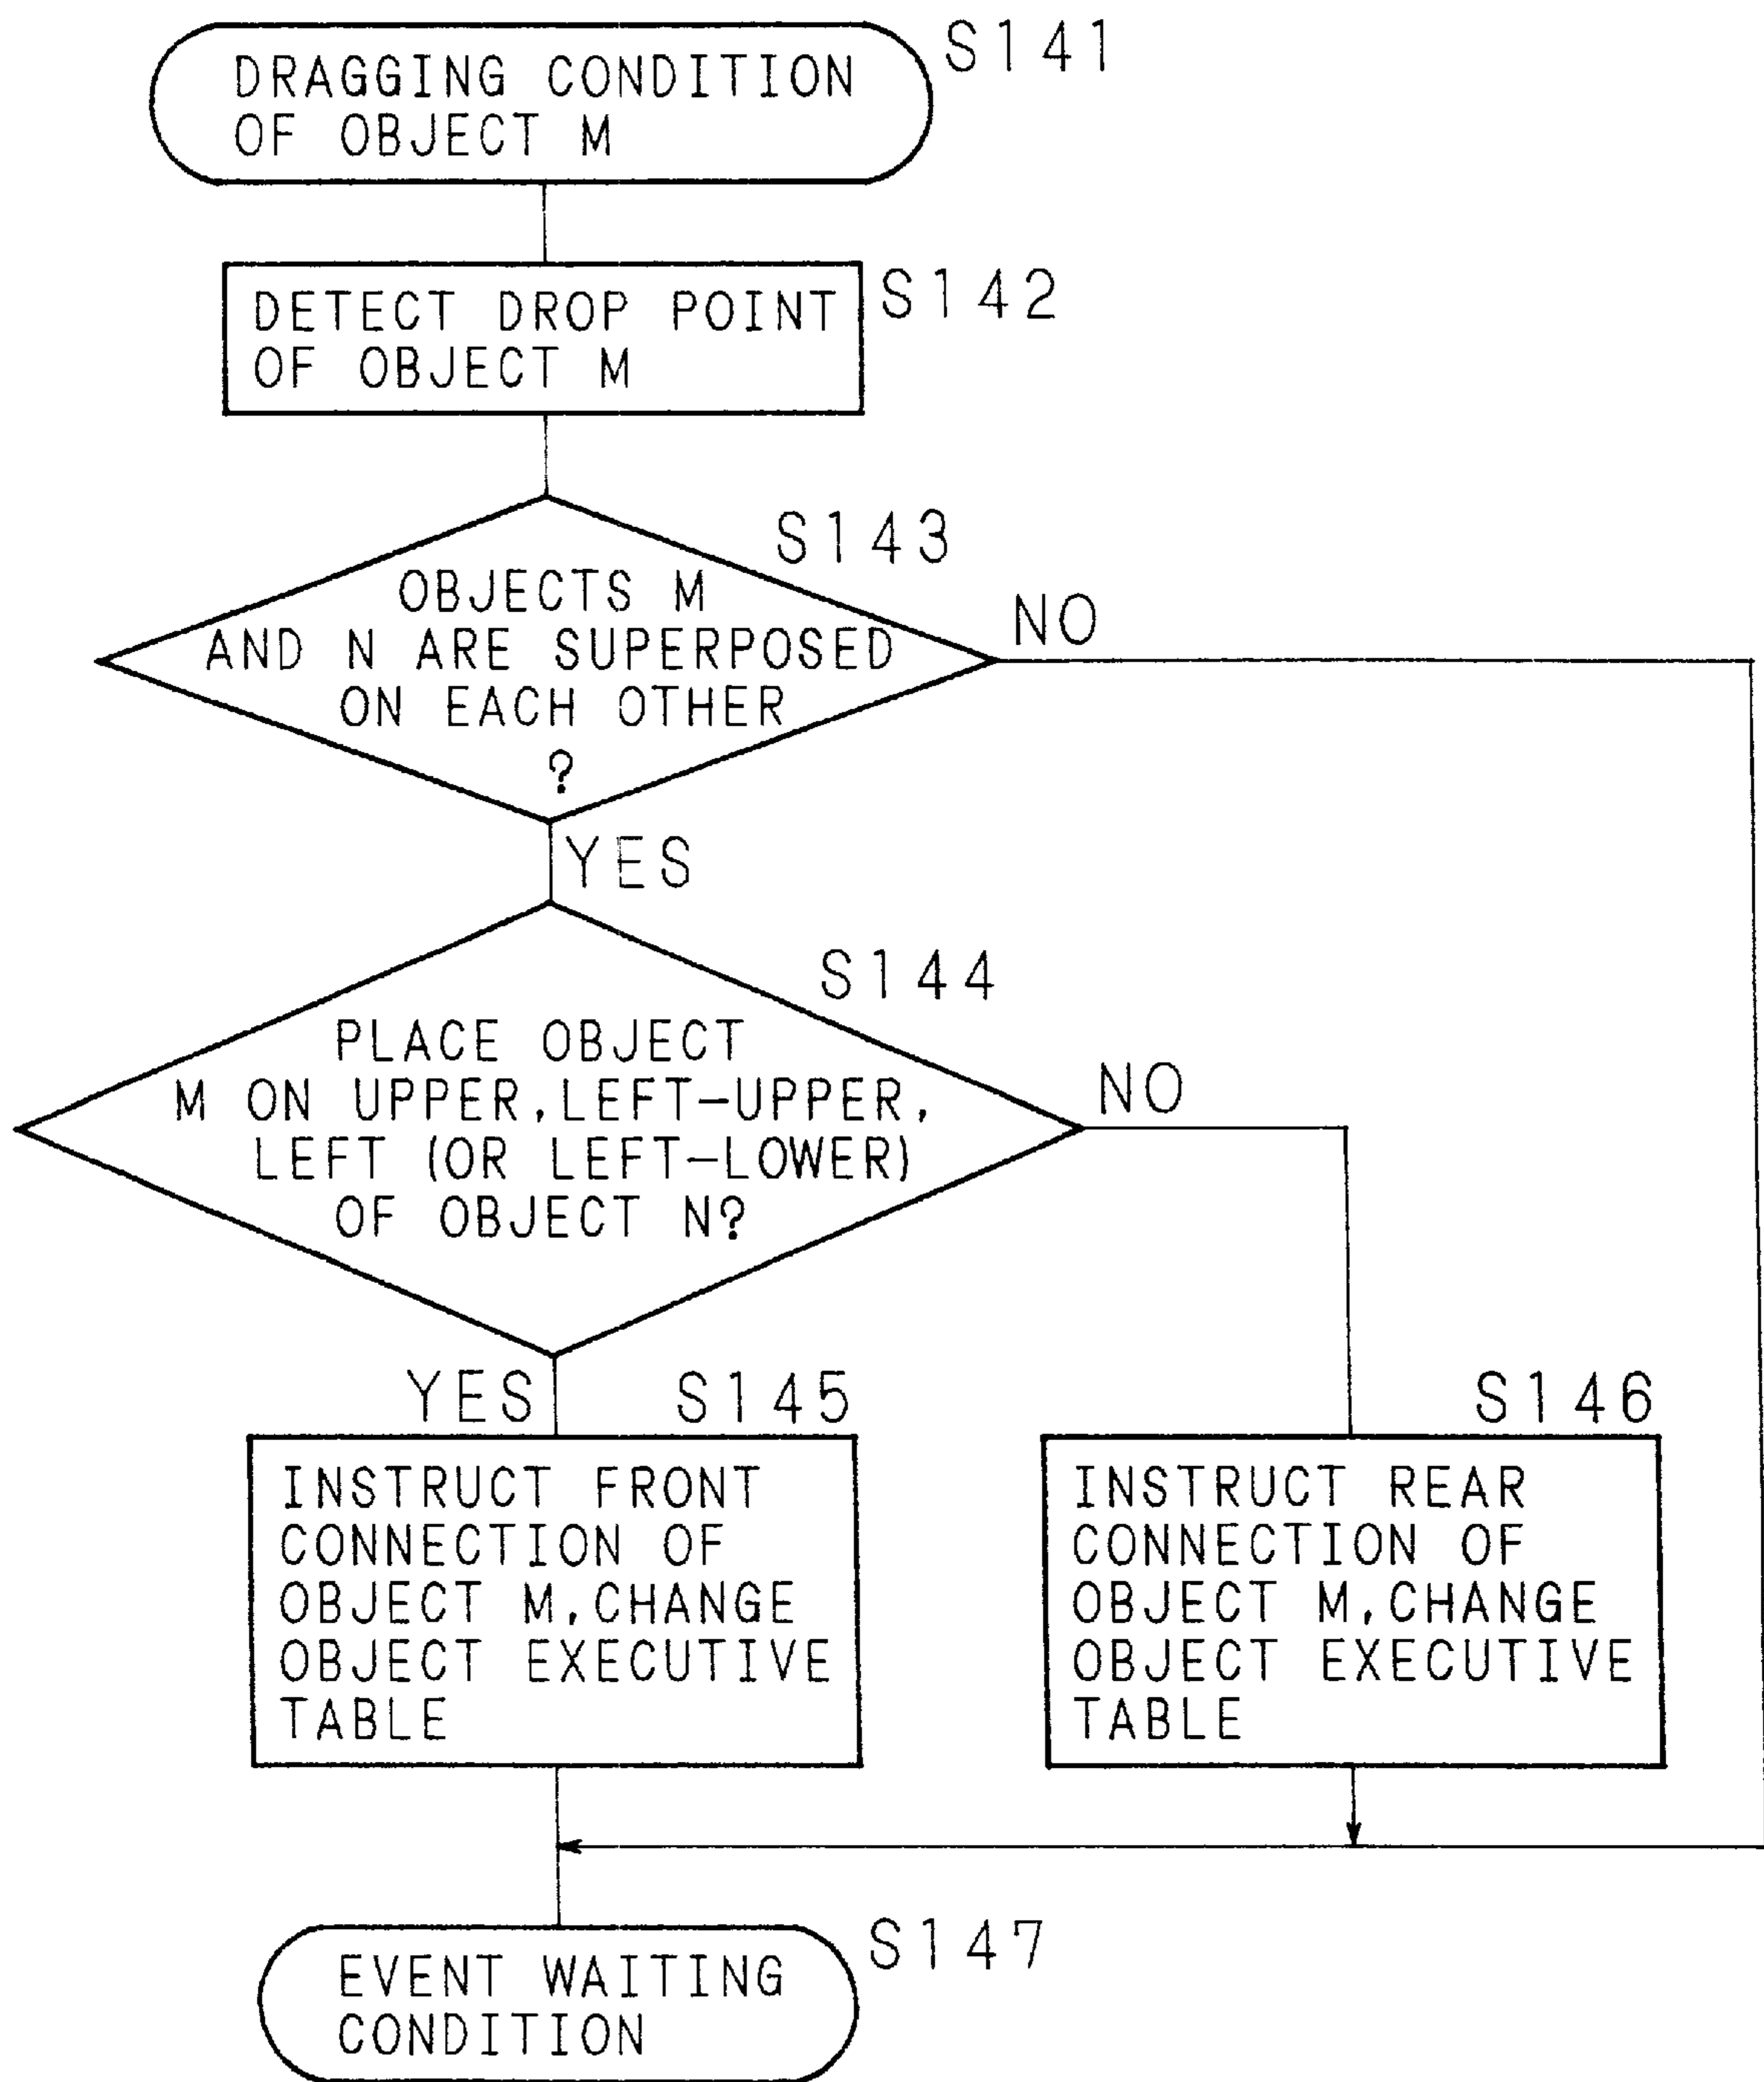 S141
DRAGGING CONDITION
OF OBJECT M
S142
DETECT DROP POINT
OF OBJECT M
S143
OBJECTS M
AND N ARE SUPERPOSED
ON EACH OTHER
?
NO
YES
S144
PLACE OBJECT
M ON UPPER,LEFT-UPPER,
LEFT (OR LEFT-LOWER)
OF OBJECT N?
NO
YES
S145
INSTRUCT FRONT
CONNECTION OF
OBJECT M,CHANGE
OBJECT EXECUTIVE
TABLE
S146
INSTRUCT REAR
CONNECTION OF
OBJECT M,CHANGE
OBJECT EXECUTIVE
TABLE
S147
EVENT WAITING
CONDITION